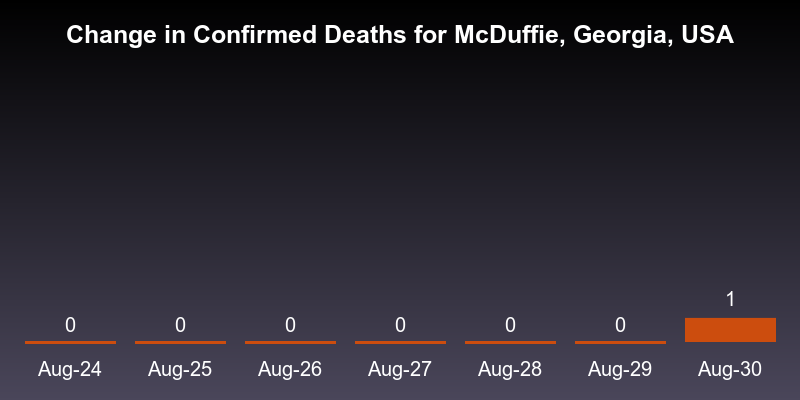 Change in Confirmed Deaths for McDuffie, Georgia, USA
0 0 0 0 0 0 1
Aug-24 Aug-25 Aug-26 Aug-27 Aug-28 Aug-29 Aug-30